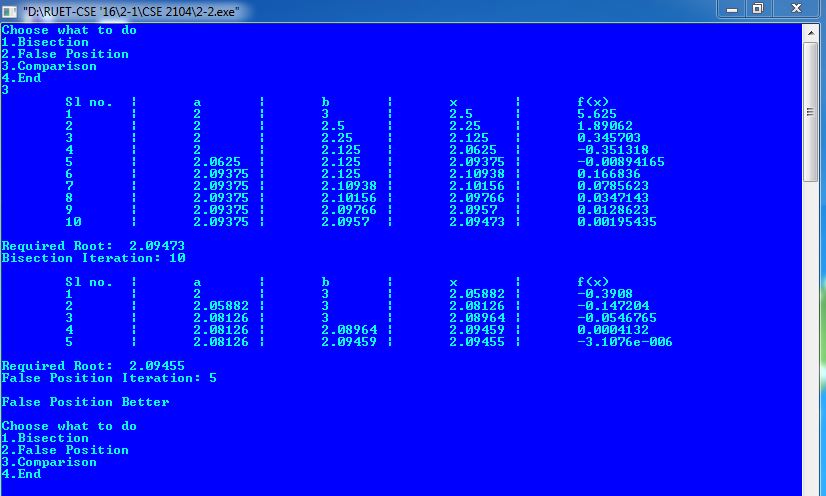 "D:\RUET-CSE '16\2-1\CSE 2104\2-2.exe"
Choose what to do
1.Bisection
2.False Position
3.Comparison
4.End
3
Sl no. | a | b | x | f(x)
1 | 2 | 3 | 2.5 | 5.625
2 | 2 | 2.5 | 2.25 | 1.89062
3 | 2 | 2.25 | 2.125 | 0.345703
4 | 2 | 2.125 | 2.0625 | -0.351318
5 | 2.0625 | 2.125 | 2.09375 | -0.00894165
6 | 2.09375 | 2.125 | 2.10938 | 0.166836
7 | 2.09375 | 2.10938 | 2.10156 | 0.0785623
8 | 2.09375 | 2.10156 | 2.09766 | 0.0347143
9 | 2.09375 | 2.09766 | 2.0957 | 0.0128623
10 | 2.09375 | 2.0957 | 2.09473 | 0.00195435
Required Root: 2.09473
Bisection Iteration: 10
Sl no. | a | b | x | f(x)
1 | 2 | 3 | 2.05882 | -0.3908
2 | 2.05882 | 3 | 2.08126 | -0.147204
3 | 2.08126 | 3 | 2.08964 | -0.0546765
4 | 2.08126 | 2.08964 | 2.09459 | 0.0004132
5 | 2.08126 | 2.09459 | 2.09455 | -3.1076e-006
Required Root: 2.09455
False Position Iteration: 5
False Position Better
Choose what to do
1.Bisection
2.False Position
3.Comparison
4.End